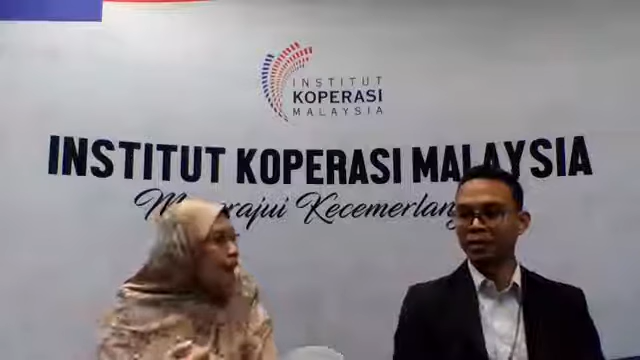 INSTITUT
KOPERASI
MALAYSIA
INSTITUT KOPERASI MALAYSIA